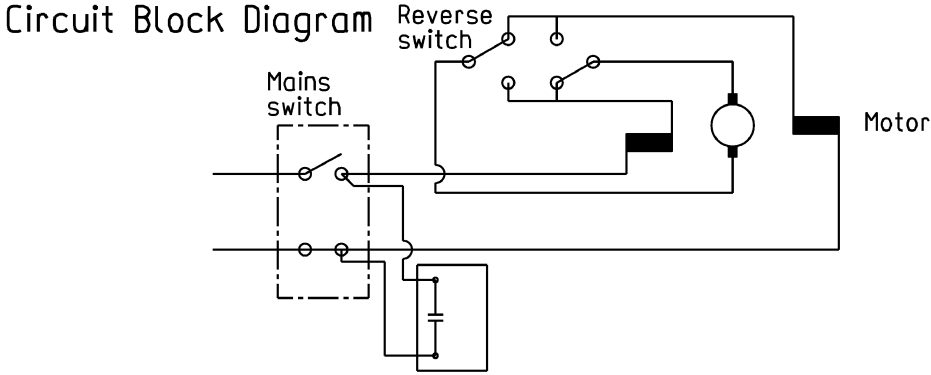 Circuit Block Diagram
Reverse
switch
Mains
switch
Motor